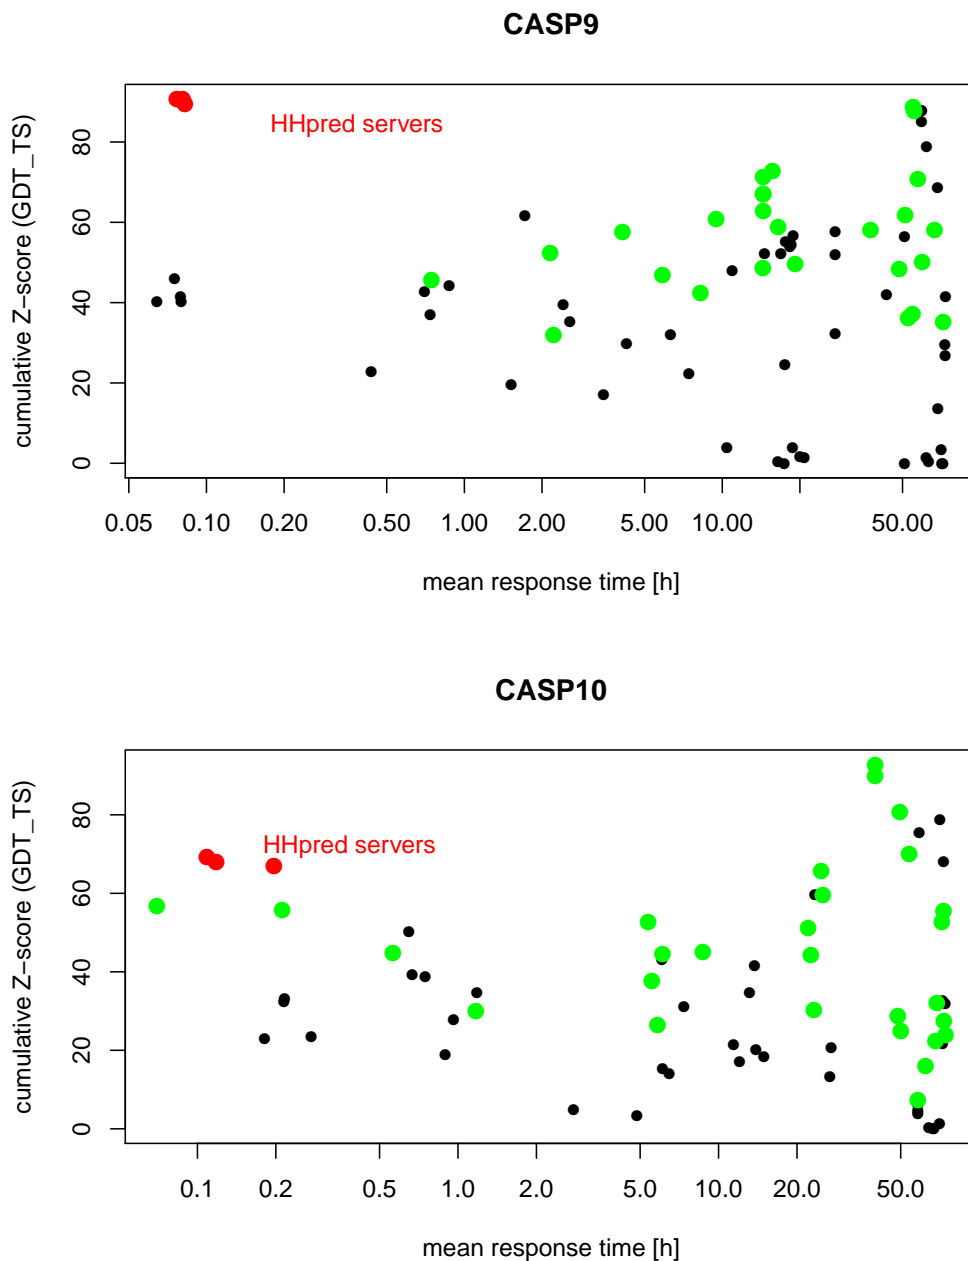 CASP9
HHpred servers
cumulative Z−score (GDT_TS)
80
60
40
20
0
0.05 0.10 0.20 0.50 1.00 2.00 5.00 10.00 50.00
mean response time [h]
CASP10
HHpred servers
cumulative Z−score (GDT_TS)
80
60
40
20
0
0.1 0.2 0.5 1.0 2.0 5.0 10.0 20.0 50.0
mean response time [h]